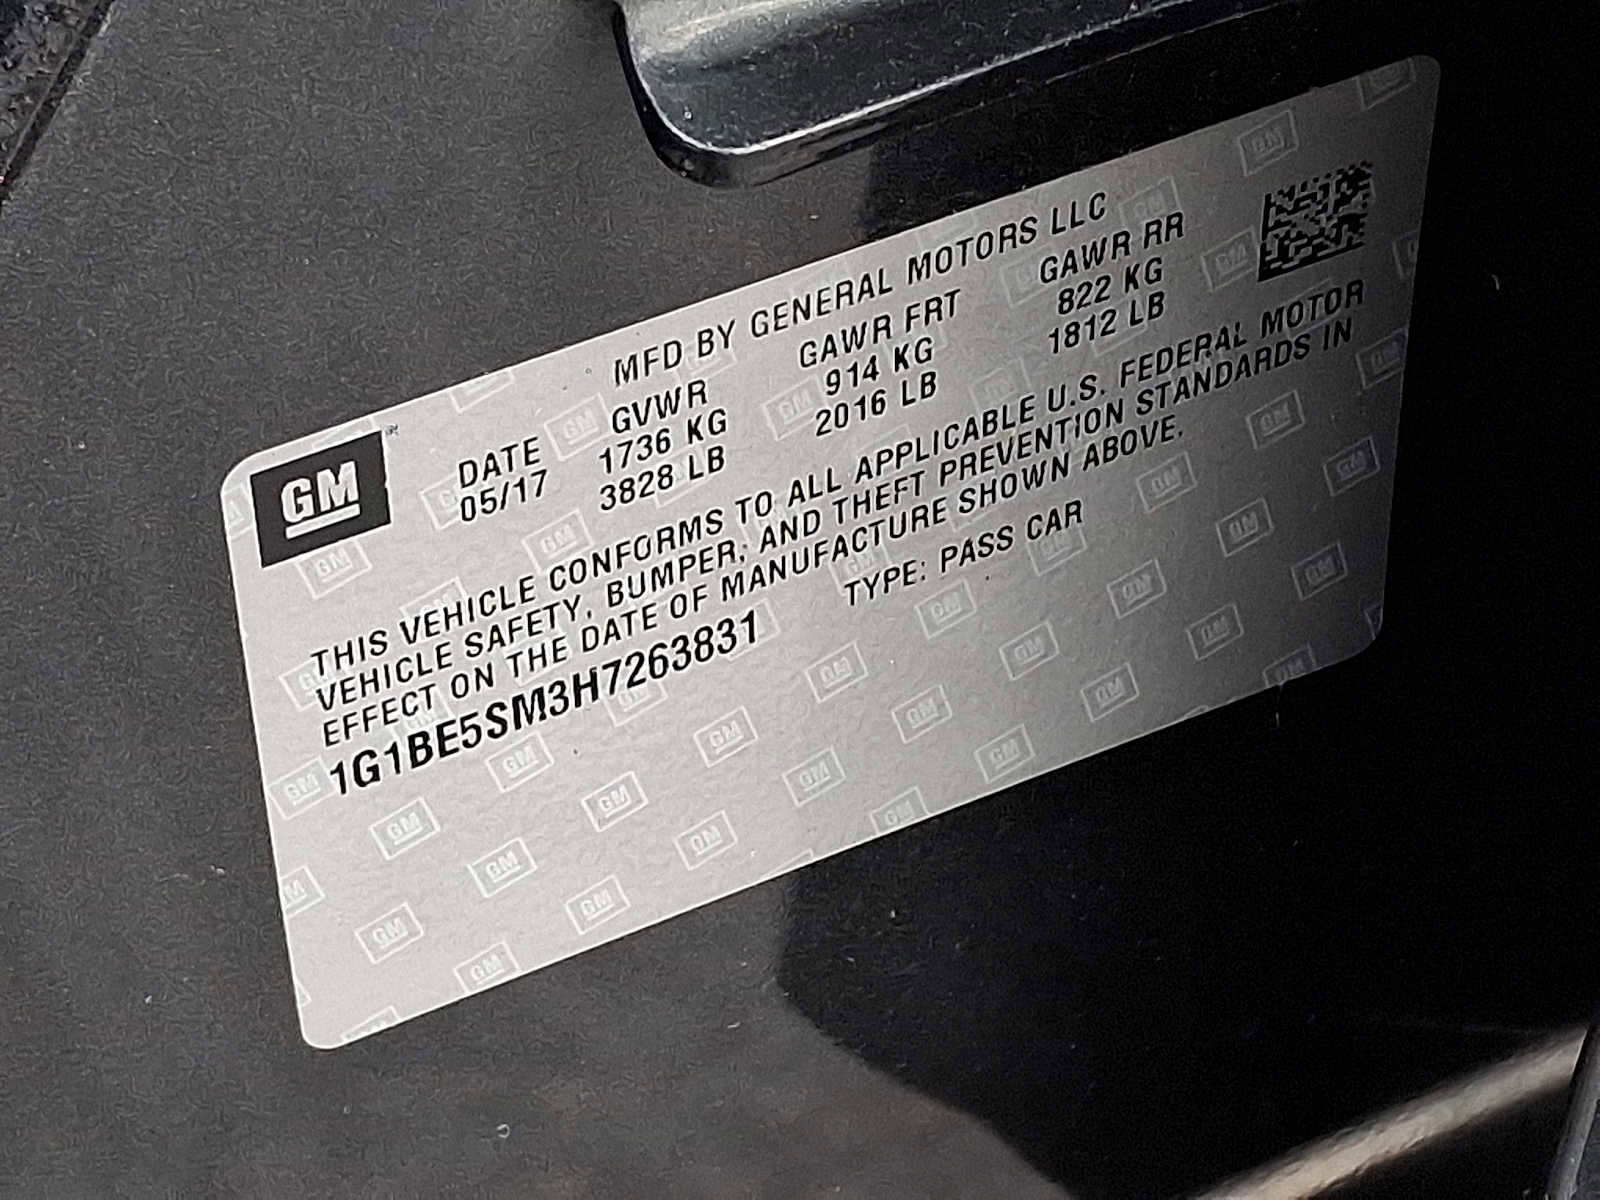 GM
MFD BY GENERAL MOTORS LLC
DATE GVWR GAWR FRT GAWR RR
05/17 1736 KG 914 KG 822 KG
3828 LB 2016 LB 1812 LB
THIS VEHICLE CONFORMS TO ALL APPLICABLE U.S. FEDERAL MOTOR
VEHICLE SAFETY, BUMPER, AND THEFT PREVENTION STANDARDS IN
EFFECT ON THE DATE OF MANUFACTURE SHOWN ABOVE.
1G1BE5SM3H7263831 TYPE: PASS CAR